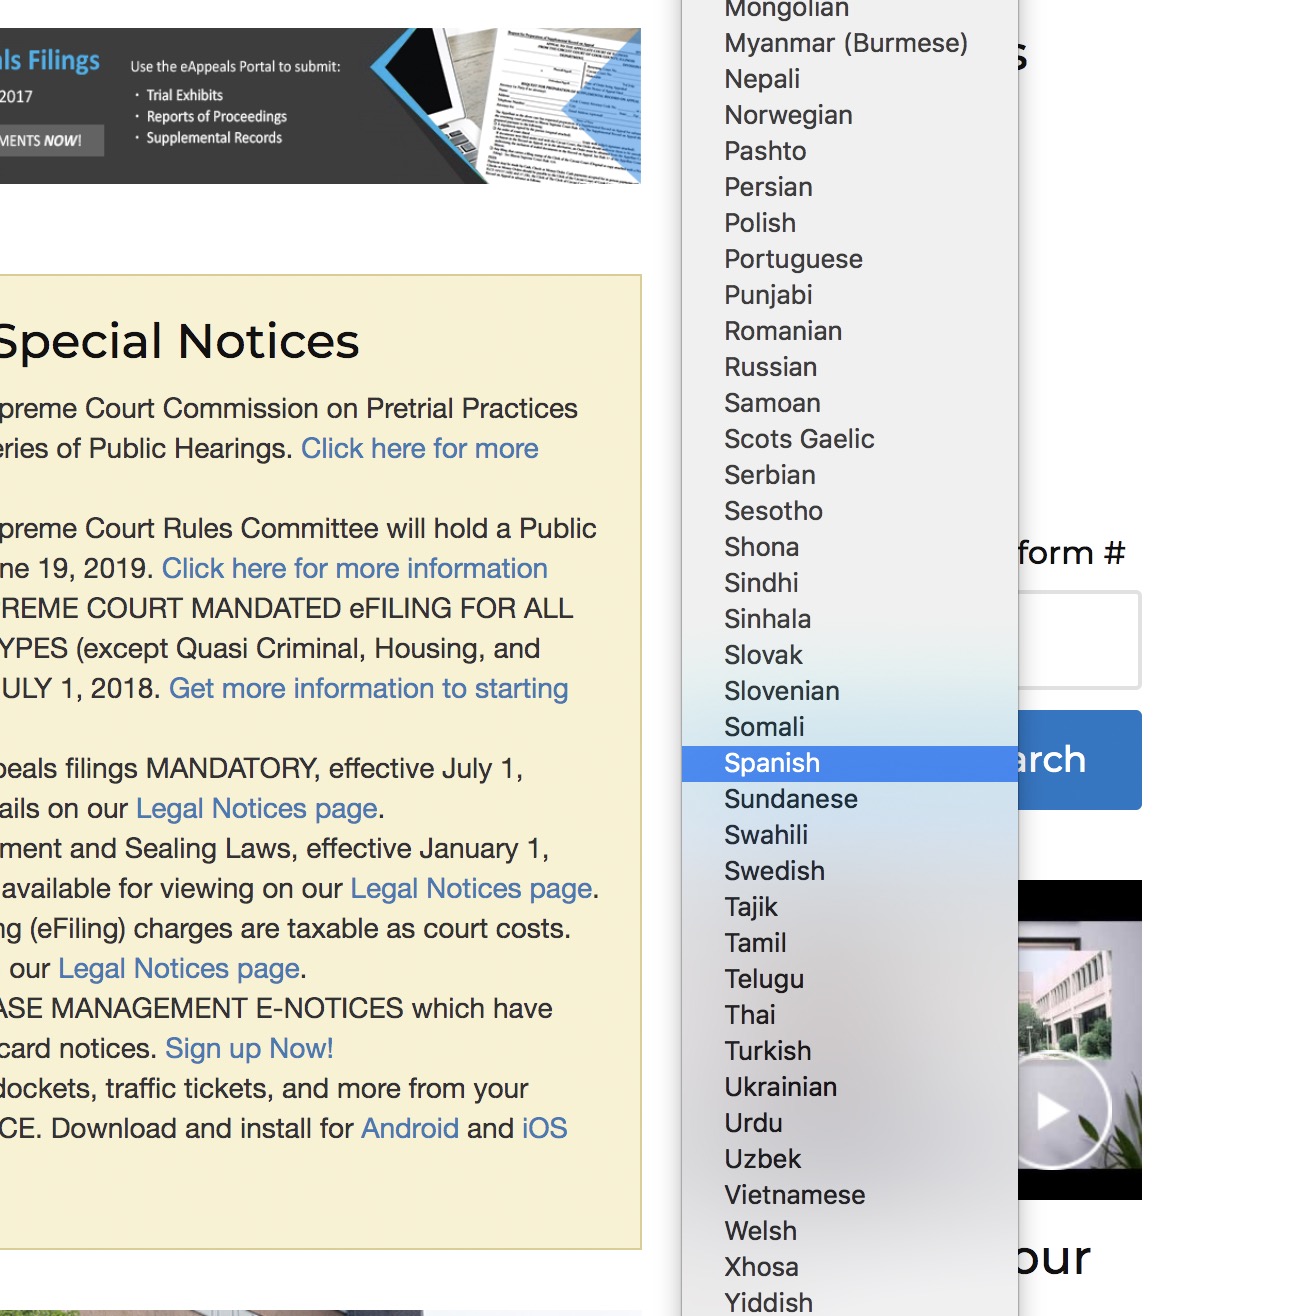 ls Filings
2017
MENTS NOW!
Use the eAppeals Portal to submit:
· Trial Exhibits
· Reports of Proceedings
· Supplemental Records
Special Notices
preme Court Commission on Pretrial Practices
eries of Public Hearings. Click here for more
preme Court Rules Committee will hold a Public
ne 19, 2019. Click here for more information
REME COURT MANDATED eFILING FOR ALL
YPES (except Quasi Criminal, Housing, and
ULY 1, 2018. Get more information to starting
peals filings MANDATORY, effective July 1,
ails on our Legal Notices page.
ment and Sealing Laws, effective January 1,
available for viewing on our Legal Notices page.
ng (eFiling) charges are taxable as court costs.
our Legal Notices page.
ASE MANAGEMENT E-NOTICES which have
card notices. Sign up Now!
dockets, traffic tickets, and more from your
CE. Download and install for Android and iOS
Mongolian
Myanmar (Burmese)
Nepali
Norwegian
Pashto
Persian
Polish
Portuguese
Punjabi
Romanian
Russian
Samoan
Scots Gaelic
Serbian
Sesotho
Shona
Sindhi
Sinhala
Slovak
Slovenian
Somali
Spanish
Sundanese
Swahili
Swedish
Tajik
Tamil
Telugu
Thai
Turkish
Ukrainian
Urdu
Uzbek
Vietnamese
Welsh
Xhosa
Yiddish
s
form #
arch
our